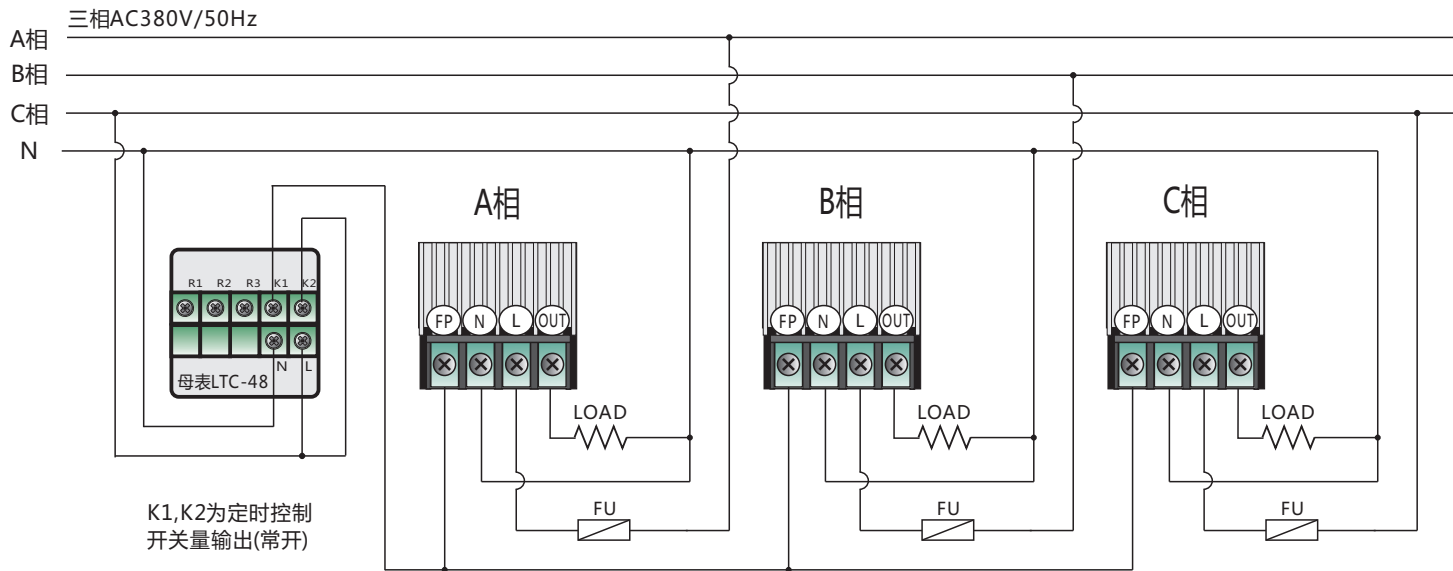 三相AC380V/50Hz
A相
B相
C相
N
A相
B相
C相
R1 R2 R3 K1 K2
N L
母表LTC-48
FP N L OUT
FP N L OUT
FP N L OUT
LOAD
LOAD
LOAD
FU
FU
FU
K1,K2为定时控制
开关量输出(常开)